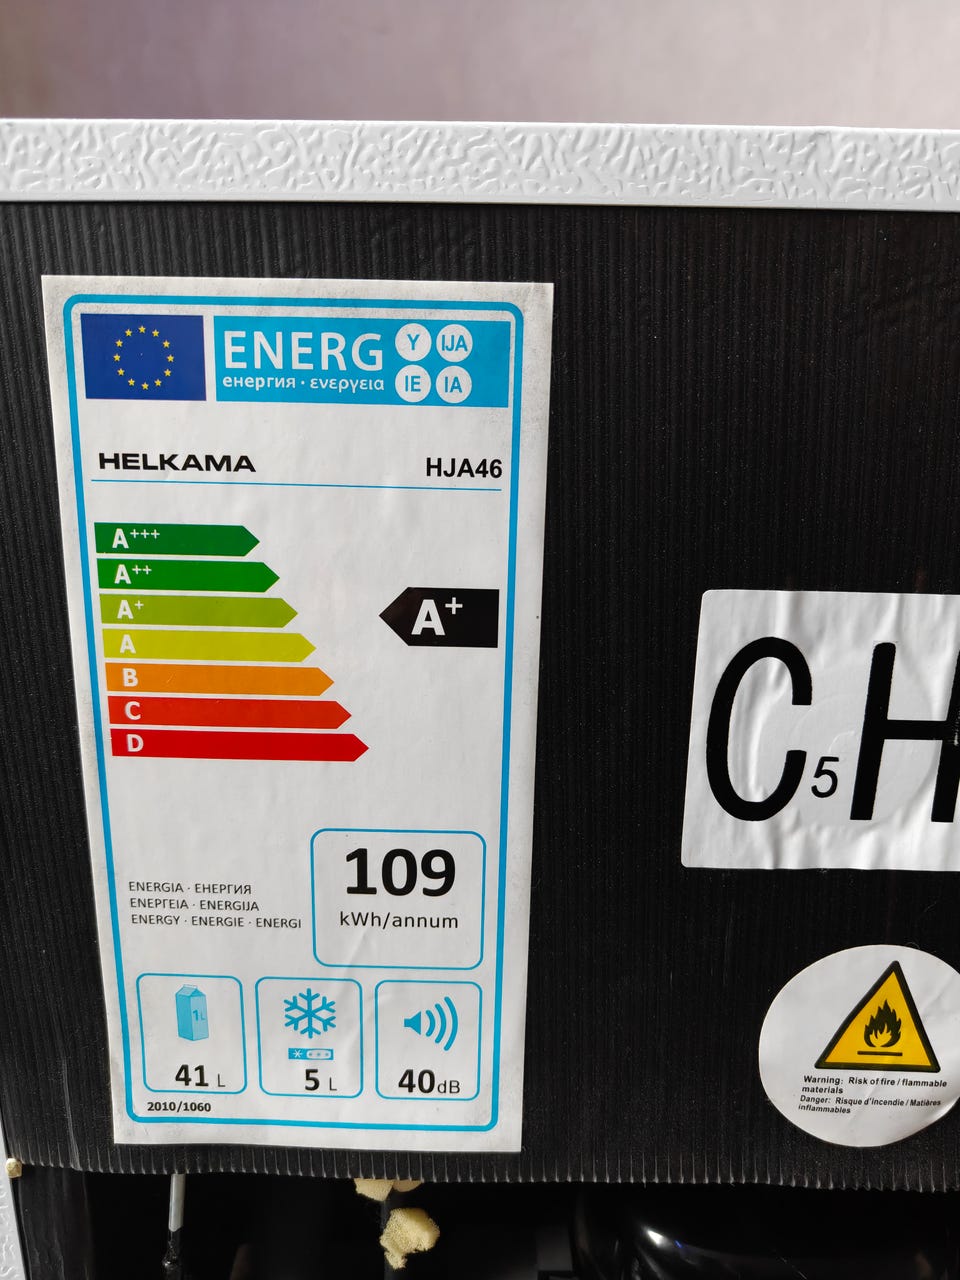 ENERG Y IJA
енергия · ενεργεια IE IA
HELKAMA HJA46
A+++
A++
A+
A
B
C
D
A+
109
kWh/annum
ENERGIA · ЕНЕРГИЯ
ΕΝΕΡΓΕΙΑ · ENERGIJA
ENERGY · ENERGIE · ENERGI
1L
41 L
5 L
40dB
2010/1060
C5H
Warning: Risk of fire / flammable
materials
Danger: Risque d'incendie / Matières
inflammables